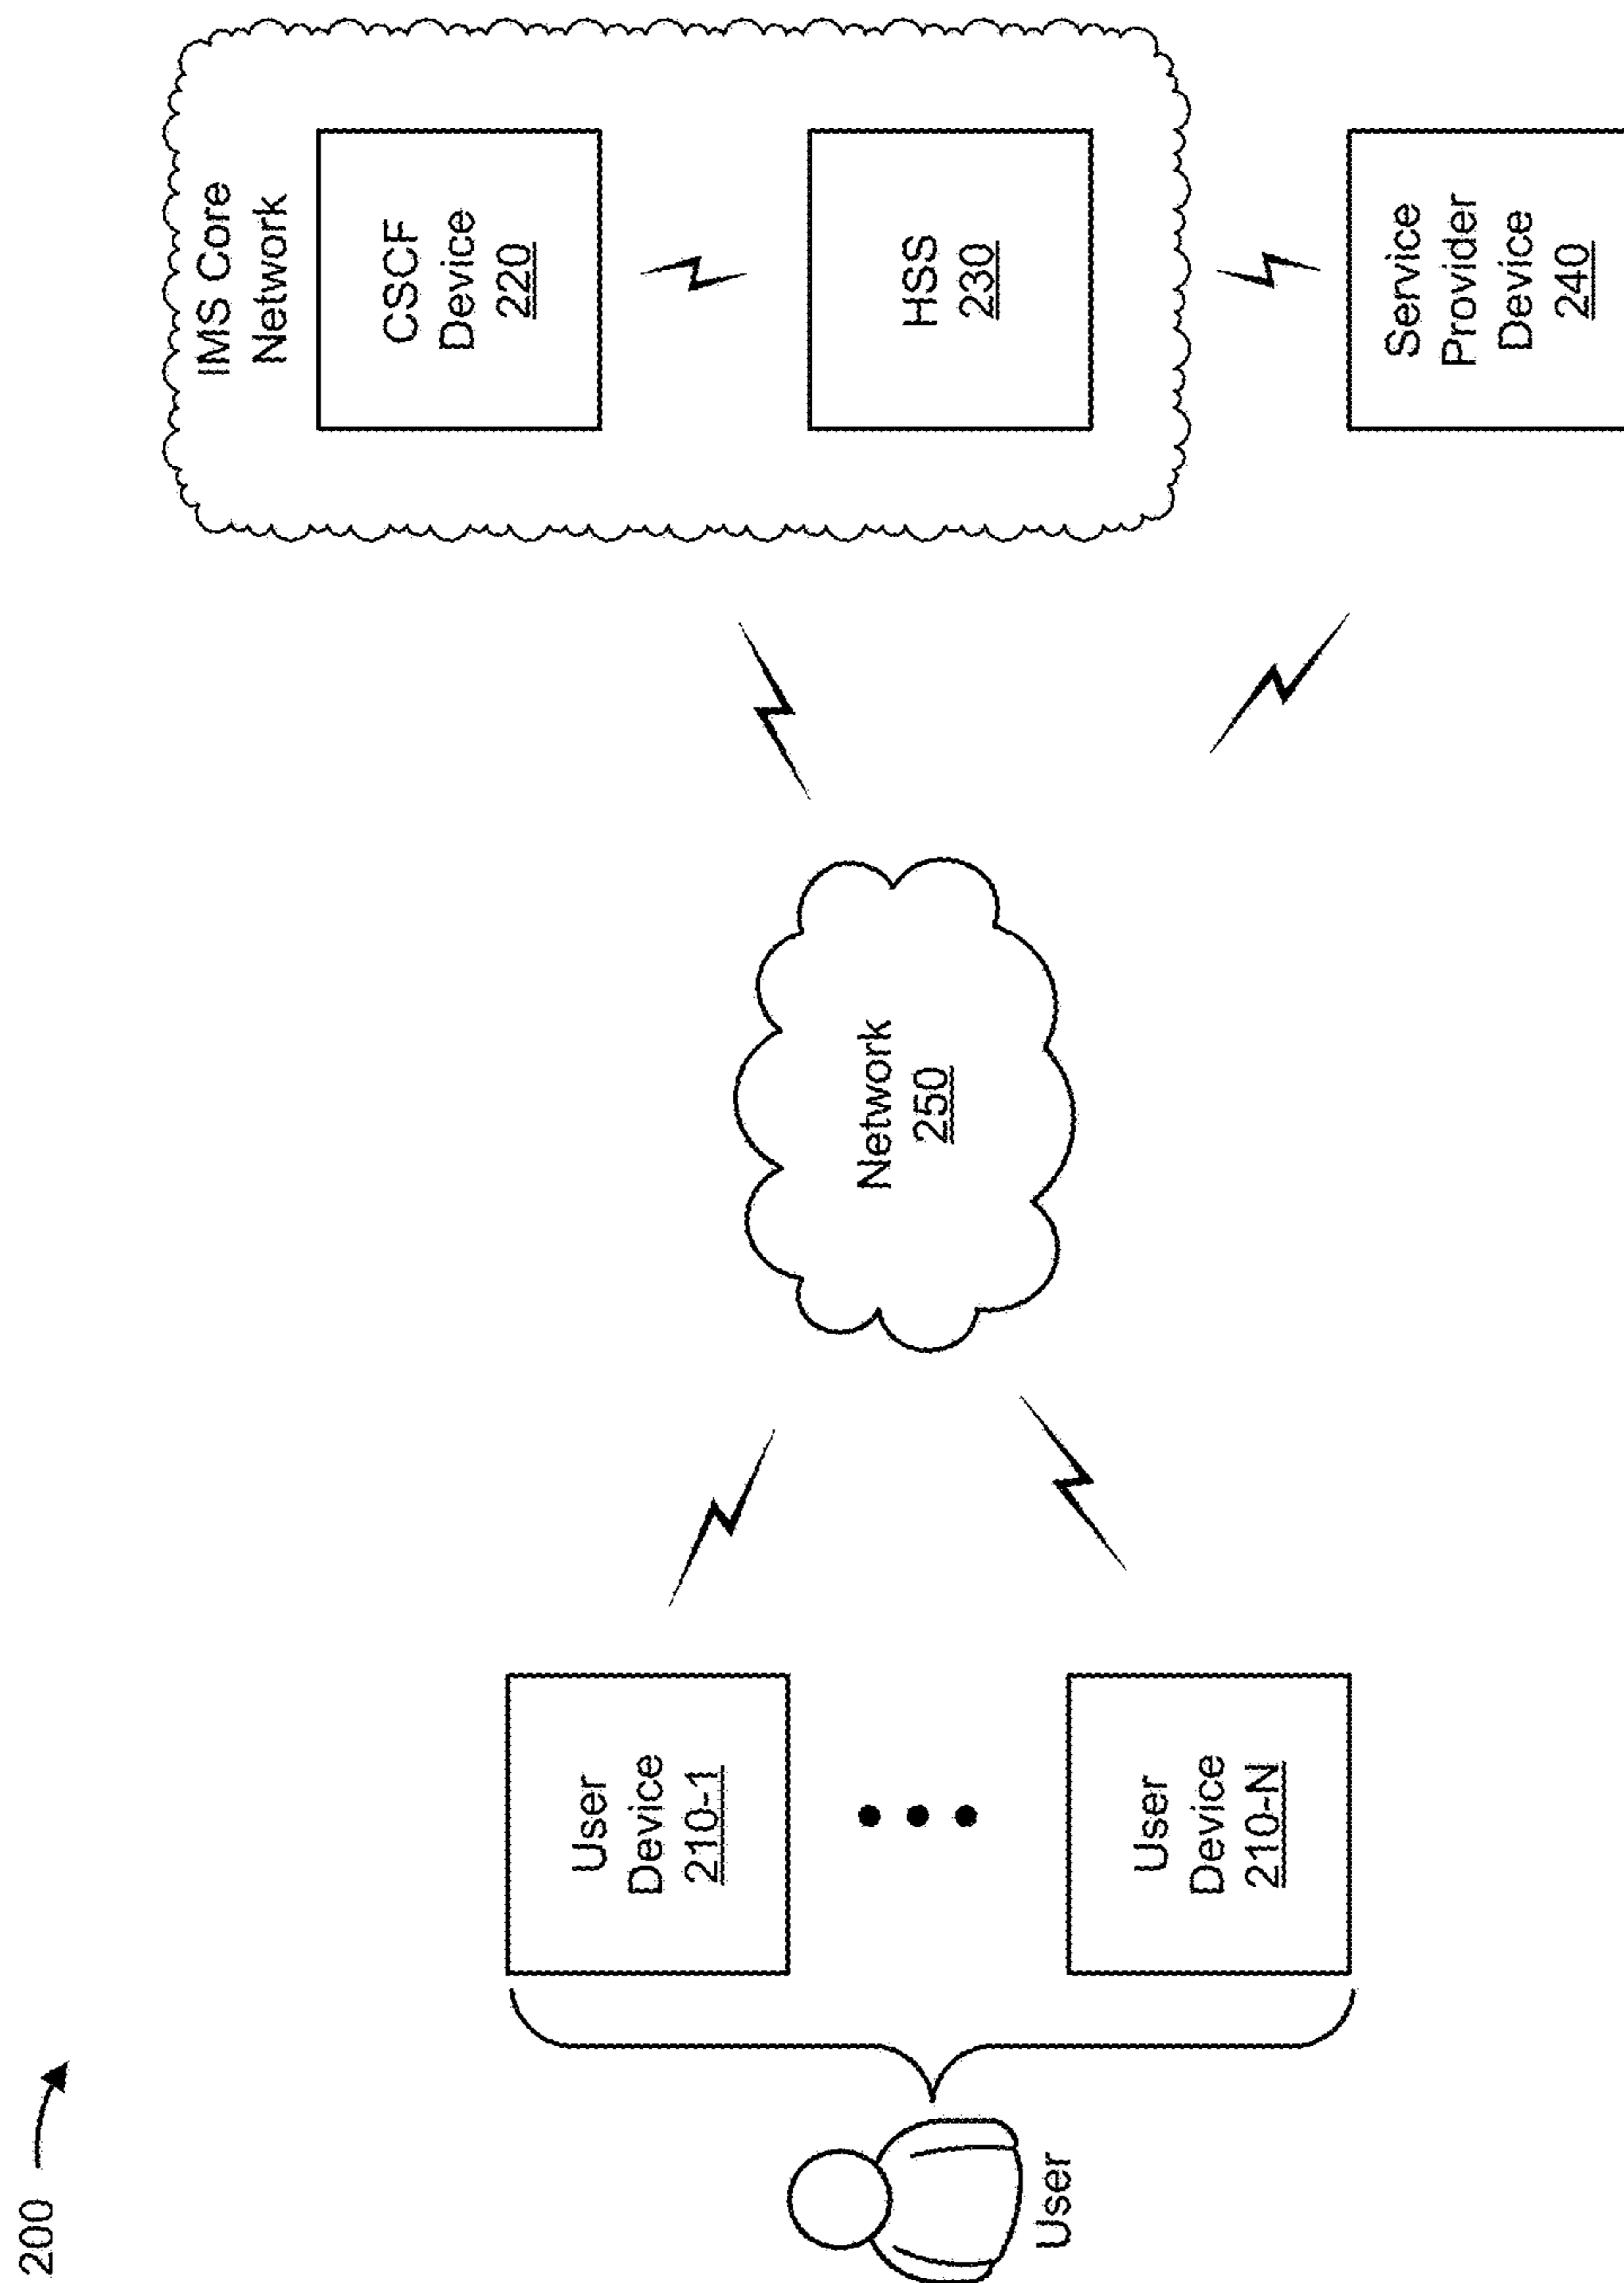 200
User
User
Device
210-1
User
Device
210-N
Network
250
IMS Core
Network
CSCF
Device
220
HSS
230
Service
Provider
Device
240